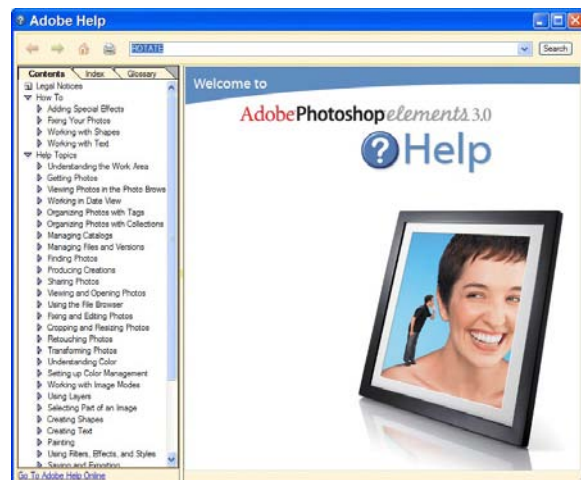 Adobe Help
ROTATE
Search
Contents Index Glossary
Legal Notices
How To
Adding Special Effects
Fixing Your Photos
Working with Shapes
Working with Text
Help Topics
Understanding the Work Area
Getting Photos
Viewing Photos in the Photo Brows
Working in Date View
Organizing Photos with Tags
Organizing Photos with Collections
Managing Catalogs
Managing Files and Versions
Finding Photos
Producing Creations
Sharing Photos
Viewing and Opening Photos
Using the File Browser
Fixing and Editing Photos
Cropping and Resizing Photos
Retouching Photos
Transforming Photos
Understanding Color
Setting up Color Management
Working with Image Modes
Using Layers
Selecting Part of an Image
Creating Shapes
Creating Text
Painting
Using Filters, Effects, and Styles
Saving and Exporting
Go To Adobe Help Online
Welcome to
Adobe Photoshop elements 3.0
? Help